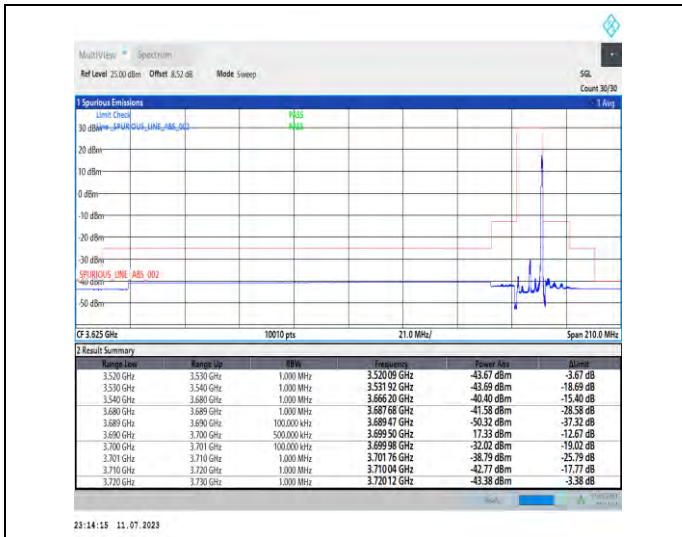 MultiView Spectrum
Ref Level 25.00 dBm Offset 8.52 dB Mode Sweep SGL
Count 30/30
1 Spurious Emissions 1 Avg
Limit Check PASS
30 dBm Line _SPURIOUS_LINE_ABS_002 PASS
20 dBm
10 dBm
0 dBm
-10 dBm
-20 dBm
-30 dBm
SPURIOUS_LINE_ABS_002
-40 dBm
-50 dBm
CF 3.625 GHz 10010 pts 21.0 MHz/ Span 210.0 MHz
2 Result Summary
Range Low Range Up RBW Frequency Power Abs ΔLimit
3.520 GHz 3.530 GHz 1.000 MHz 3.520 09 GHz -43.67 dBm -3.67 dB
3.530 GHz 3.540 GHz 1.000 MHz 3.531 92 GHz -43.69 dBm -18.69 dB
3.540 GHz 3.680 GHz 1.000 MHz 3.666 20 GHz -40.40 dBm -15.40 dB
3.680 GHz 3.689 GHz 1.000 MHz 3.687 68 GHz -41.58 dBm -28.58 dB
3.689 GHz 3.690 GHz 100.000 kHz 3.689 47 GHz -50.32 dBm -37.32 dB
3.690 GHz 3.700 GHz 500.000 kHz 3.699 50 GHz 17.33 dBm -12.67 dB
3.700 GHz 3.701 GHz 100.000 kHz 3.699 98 GHz -32.02 dBm -19.02 dB
3.701 GHz 3.710 GHz 1.000 MHz 3.701 76 GHz -38.79 dBm -25.79 dB
3.710 GHz 3.720 GHz 1.000 MHz 3.710 04 GHz -42.77 dBm -17.77 dB
3.720 GHz 3.730 GHz 1.000 MHz 3.720 12 GHz -43.38 dBm -3.38 dB
23:14:15 11.07.2023